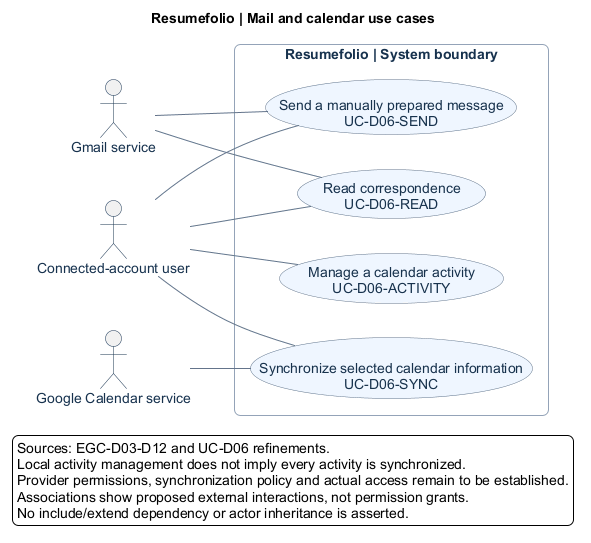 Resumefolio | Mail and calendar use cases
Resumefolio | System boundary
Send a manually prepared message
UC-D06-SEND
Gmail service
Read correspondence
UC-D06-READ
Connected-account user
Manage a calendar activity
UC-D06-ACTIVITY
Synchronize selected calendar information
UC-D06-SYNC
Google Calendar service
Sources: EGC-D03-D12 and UC-D06 refinements.
Local activity management does not imply every activity is synchronized.
Provider permissions, synchronization policy and actual access remain to be established.
Associations show proposed external interactions, not permission grants.
No include/extend dependency or actor inheritance is asserted.